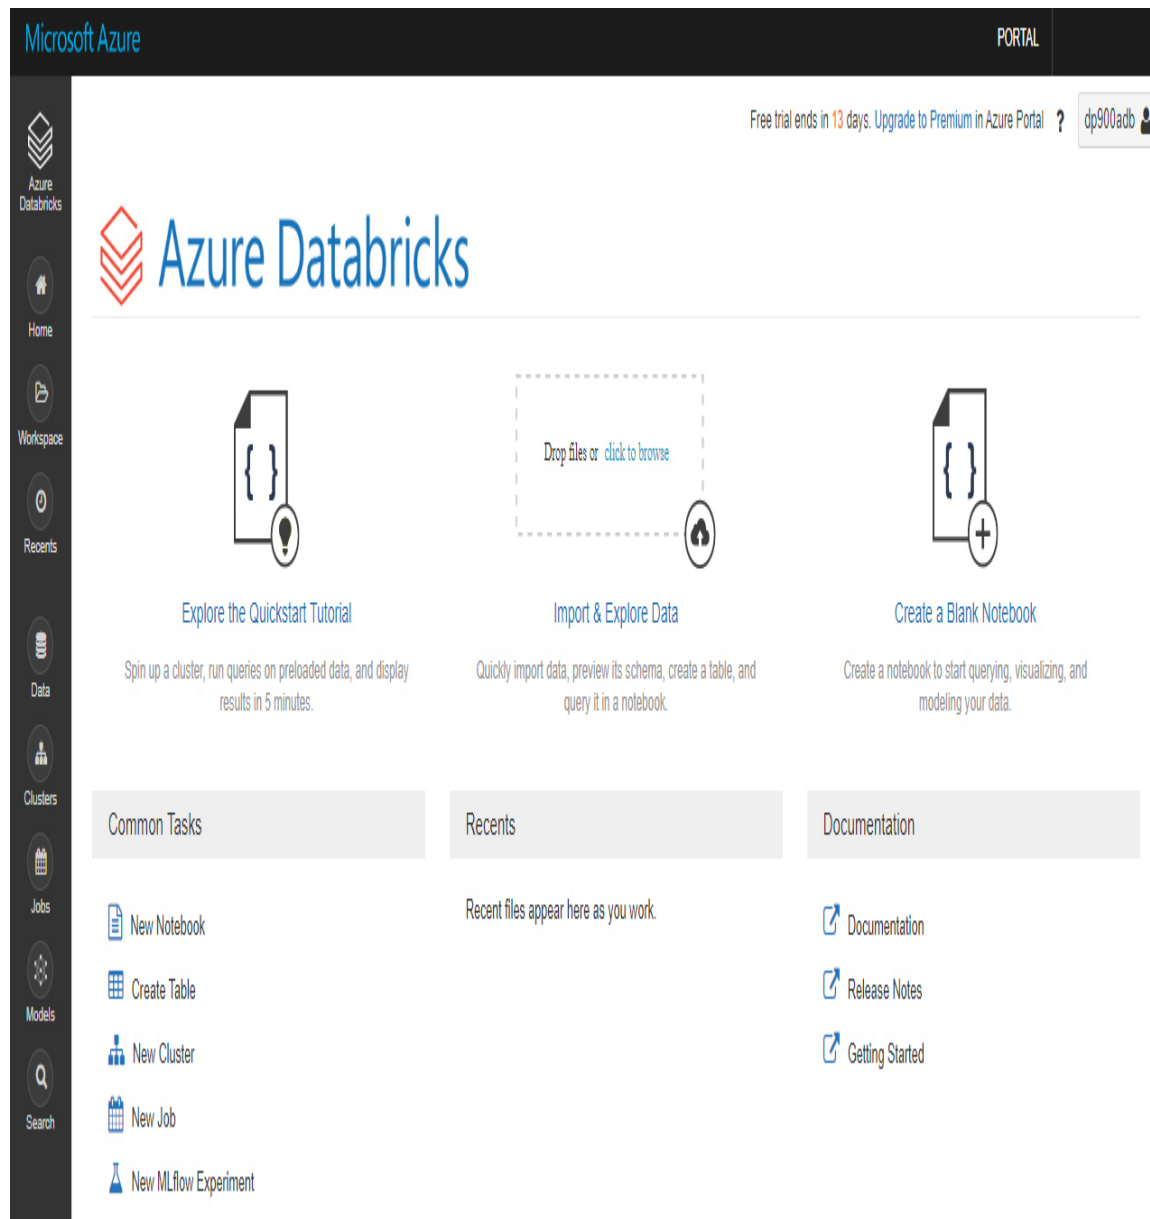 Microsoft Azure
PORTAL
Free trial ends in 13 days. Upgrade to Premium in Azure Portal ? dp900adb
Azure
Databricks
Home
Workspace
Recents
Data
Clusters
Jobs
Models
Search
Azure Databricks
{ }
Explore the Quickstart Tutorial
Spin up a cluster, run queries on preloaded data, and display
results in 5 minutes.
Drop files or click to browse
Import & Explore Data
Quickly import data, preview its schema, create a table, and
query it in a notebook.
{ }
Create a Blank Notebook
Create a notebook to start querying, visualizing, and
modeling your data.
Common Tasks
New Notebook
Create Table
New Cluster
New Job
New MLflow Experiment
Recents
Recent files appear here as you work.
Documentation
Documentation
Release Notes
Getting Started